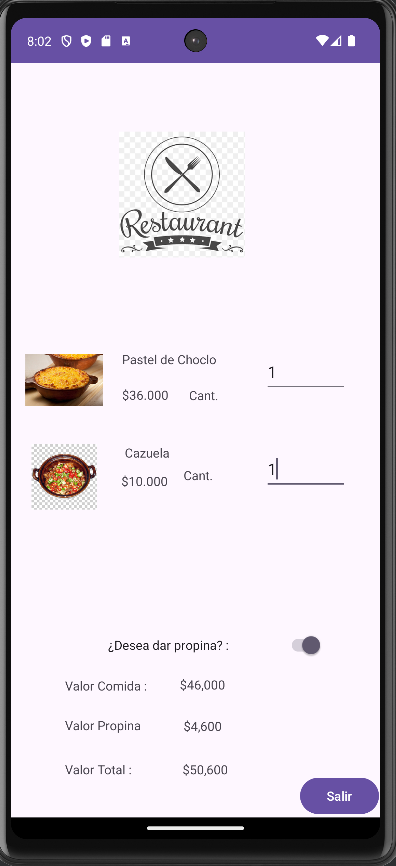 8:02
Restaurant
Pastel de Choclo
1
$36.000 Cant.
Cazuela
1
$10.000 Cant.
¿Desea dar propina? :
Valor Comida : $46,000
Valor Propina $4,600
Valor Total : $50,600
Salir